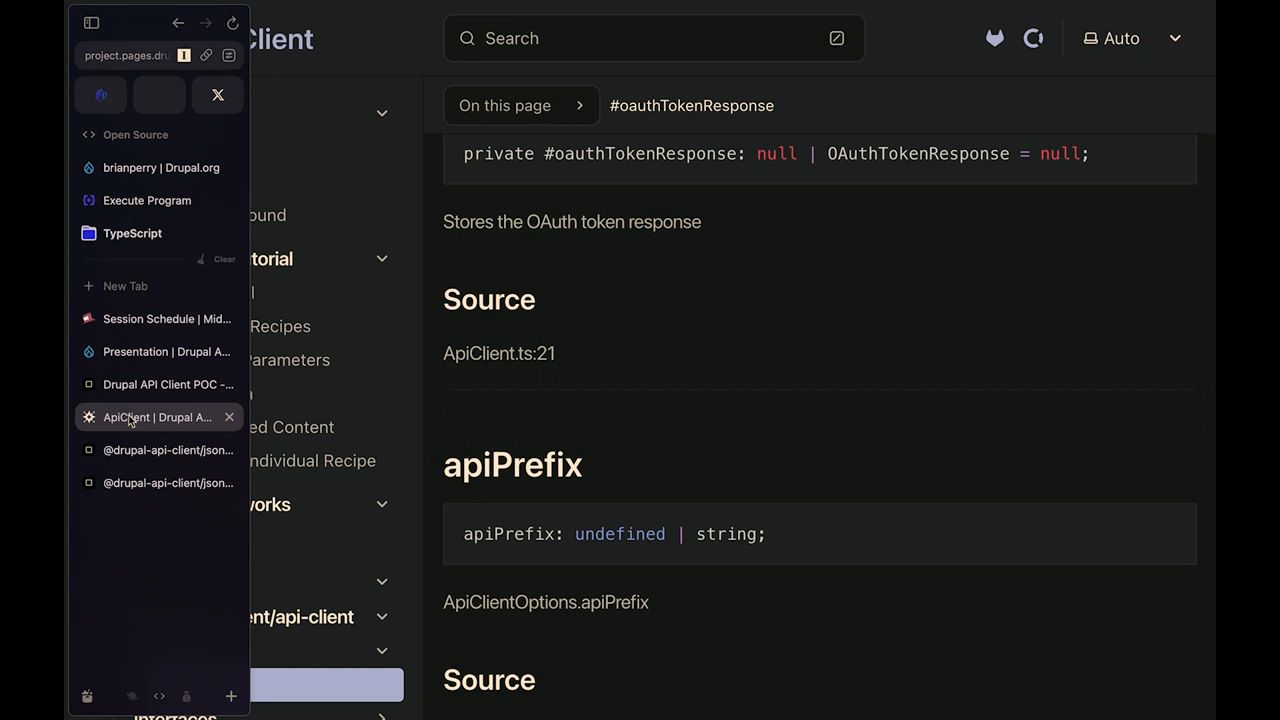 project.pages.dru
Open Source
brianperry | Drupal.org
Execute Program
TypeScript
Clear
New Tab
Session Schedule | Mid...
Presentation | Drupal A...
Drupal API Client POC -...
ApiClient | Drupal A...
@drupal-api-client/json...
@drupal-api-client/json...
Client
Search
Auto
ound
torial
l
Recipes
Parameters
n
ed Content
ndividual Recipe
works
ent/api-client
Interfaces
On this page
#oauthTokenResponse
private #oauthTokenResponse: null | OAuthTokenResponse = null;
Stores the OAuth token response
Source
ApiClient.ts:21
apiPrefix
apiPrefix: undefined | string;
ApiClientOptions.apiPrefix
Source